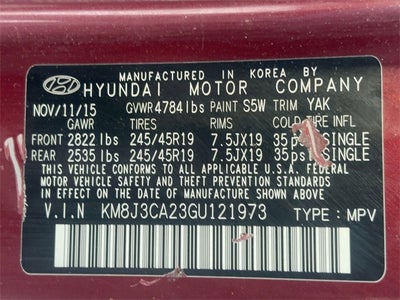 MANUFACTURED IN KOREA BY
HYUNDAI MOTOR COMPANY
NOV/11/15 GVWR 4784 lbs PAINT S5W TRIM YAK
GAWR TIRES RIMS COLD TIRE INFL
FRONT 2822 lbs 245/45R19 7.5JX19 35 psi SINGLE
REAR 2535 lbs 245/45R19 7.5JX19 35 psi SINGLE
THIS VEHICLE CONFORMS TO ALL APPLICABLE U.S.A. FEDERAL
MOTOR VEHICLE SAFETY STANDARDS IN EFFECT ON THE DATE OF
MANUFACTURE SHOWN ABOVE.
V.I.N KM8J3CA23GU121973 TYPE: MPV